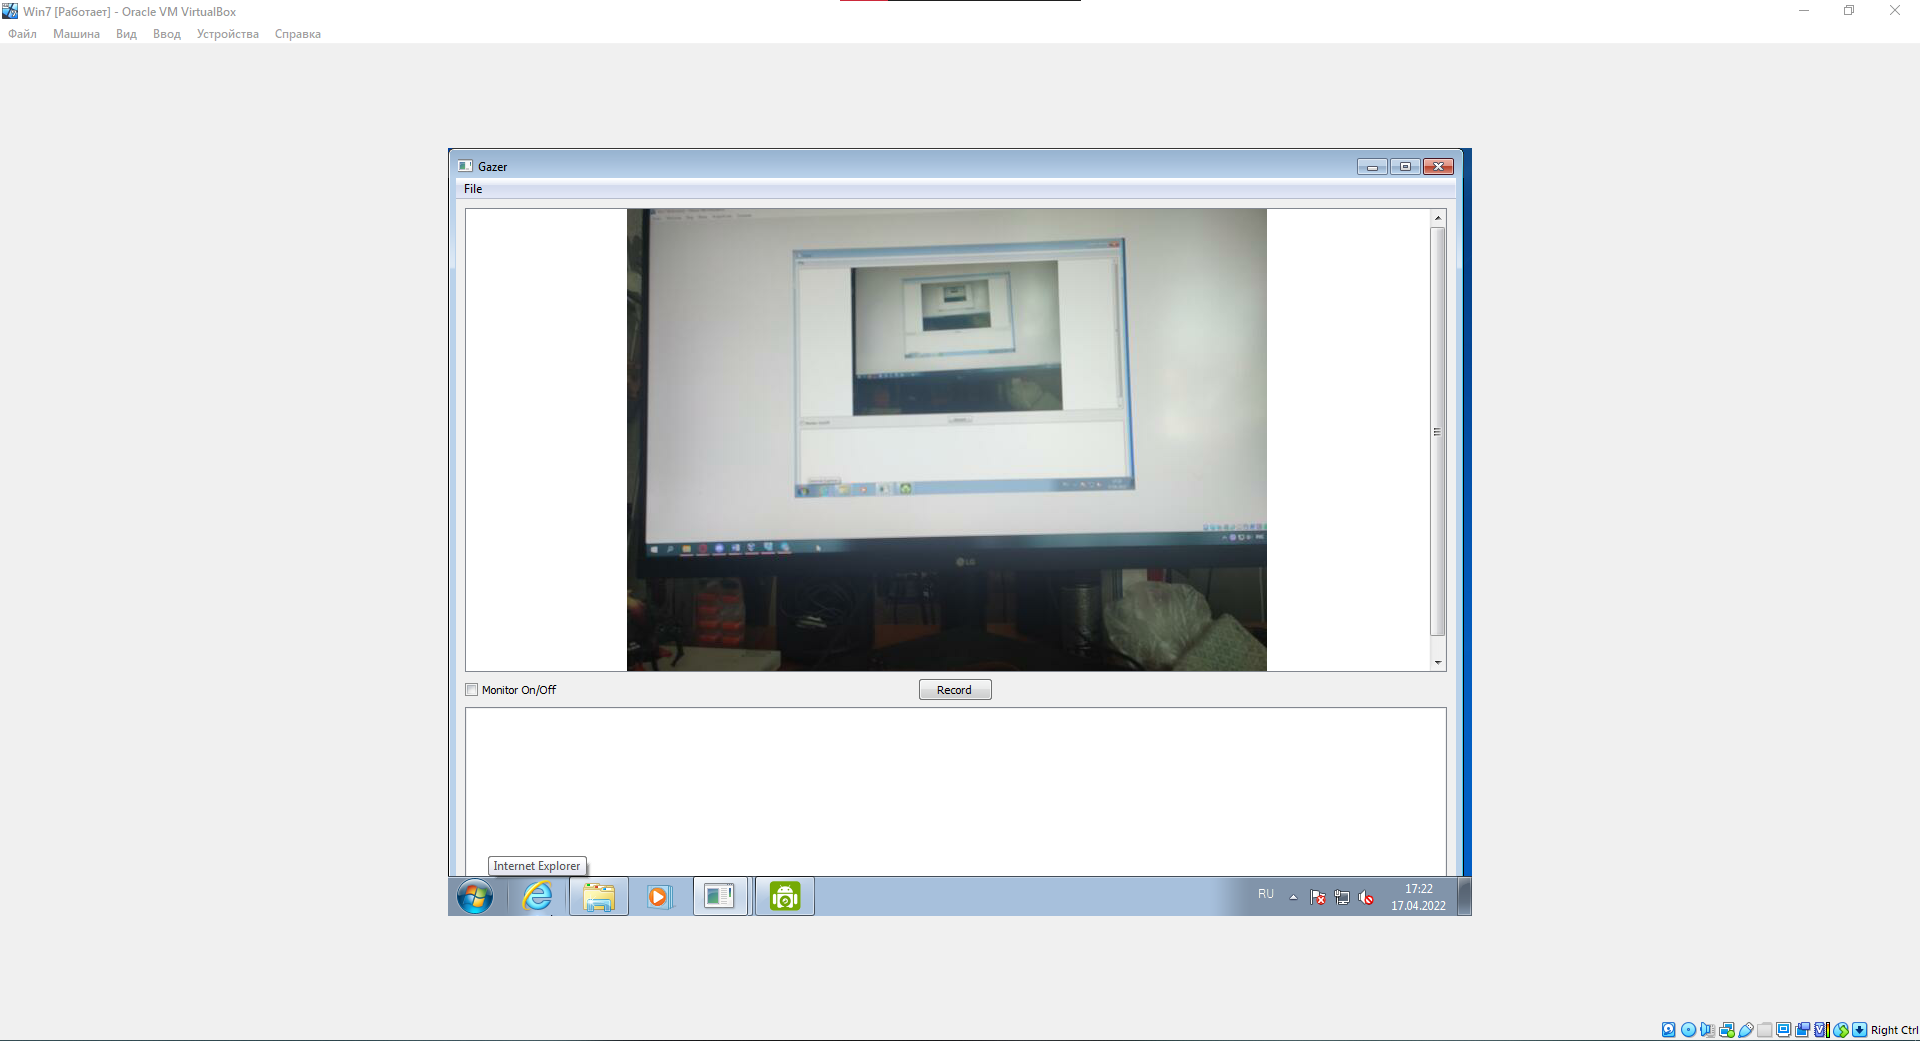 Win7 [Работает] - Oracle VM VirtualBox
Файл Машина Вид Ввод Устройства Справка
Gazer
File
LG
Monitor On/Off
Record
Internet Explorer
RU
17:22
17.04.2022
Right Ctrl